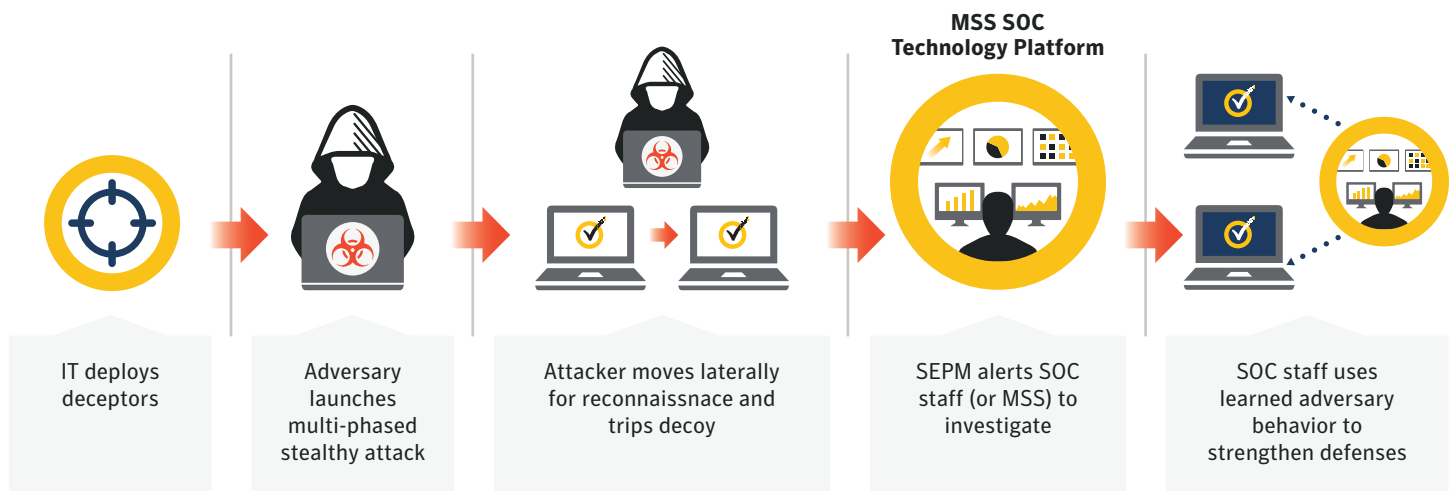 MSS SOC
Technology Platform
IT deploys
deceptors
Adversary
launches
multi-phased
stealthy attack
Attacker moves laterally
for reconnaissnace and
trips decoy
SEPM alerts SOC
staff (or MSS) to
investigate
SOC staff uses
learned adversary
behavior to
strengthen defenses